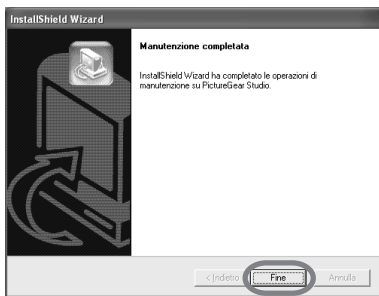 InstallShield Wizard
Manutenzione completata
InstallShield Wizard ha completato le operazioni di
manutenzione su PictureGear Studio.
< Indietro Fine Annulla